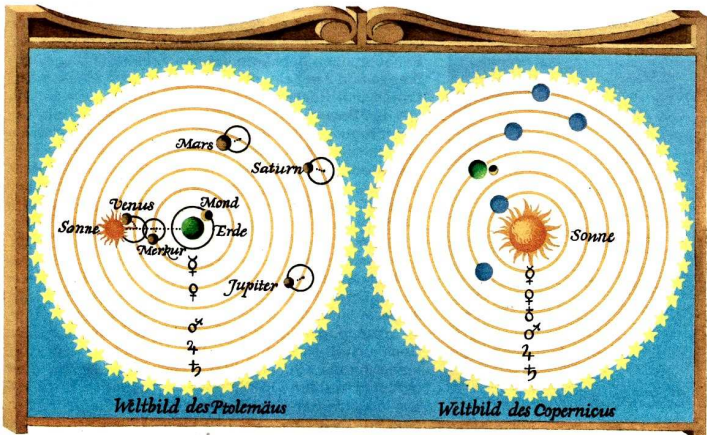 Mars
Saturn
Venus
Mond
Sonne
Erde
Merkur
Jupiter
☿
♀
♂
♃
♄
Weltbild des Ptolemäus
Sonne
☿
♀
♁
♂
♃
♄
Weltbild des Copernicus